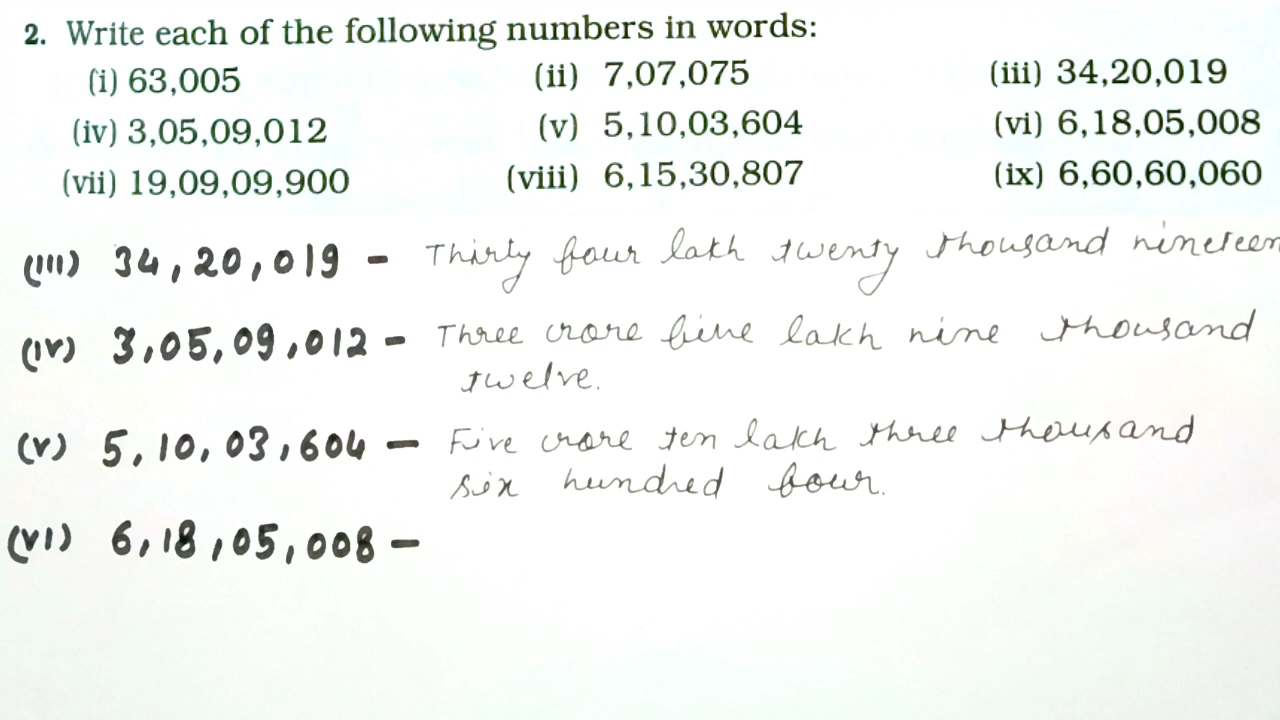 2. Write each of the following numbers in words:
(i) 63,005 (ii) 7,07,075 (iii) 34,20,019
(iv) 3,05,09,012 (v) 5,10,03,604 (vi) 6,18,05,008
(vii) 19,09,09,900 (viii) 6,15,30,807 (ix) 6,60,60,060
(iii) 34,20,019 - Thirty four lakh twenty thousand nineteen
(iv) 3,05,09,012 - Three crore five lakh nine thousand
twelve.
(v) 5,10,03,604 - Five crore ten lakh three thousand
six hundred four.
(vi) 6,18,05,008 -